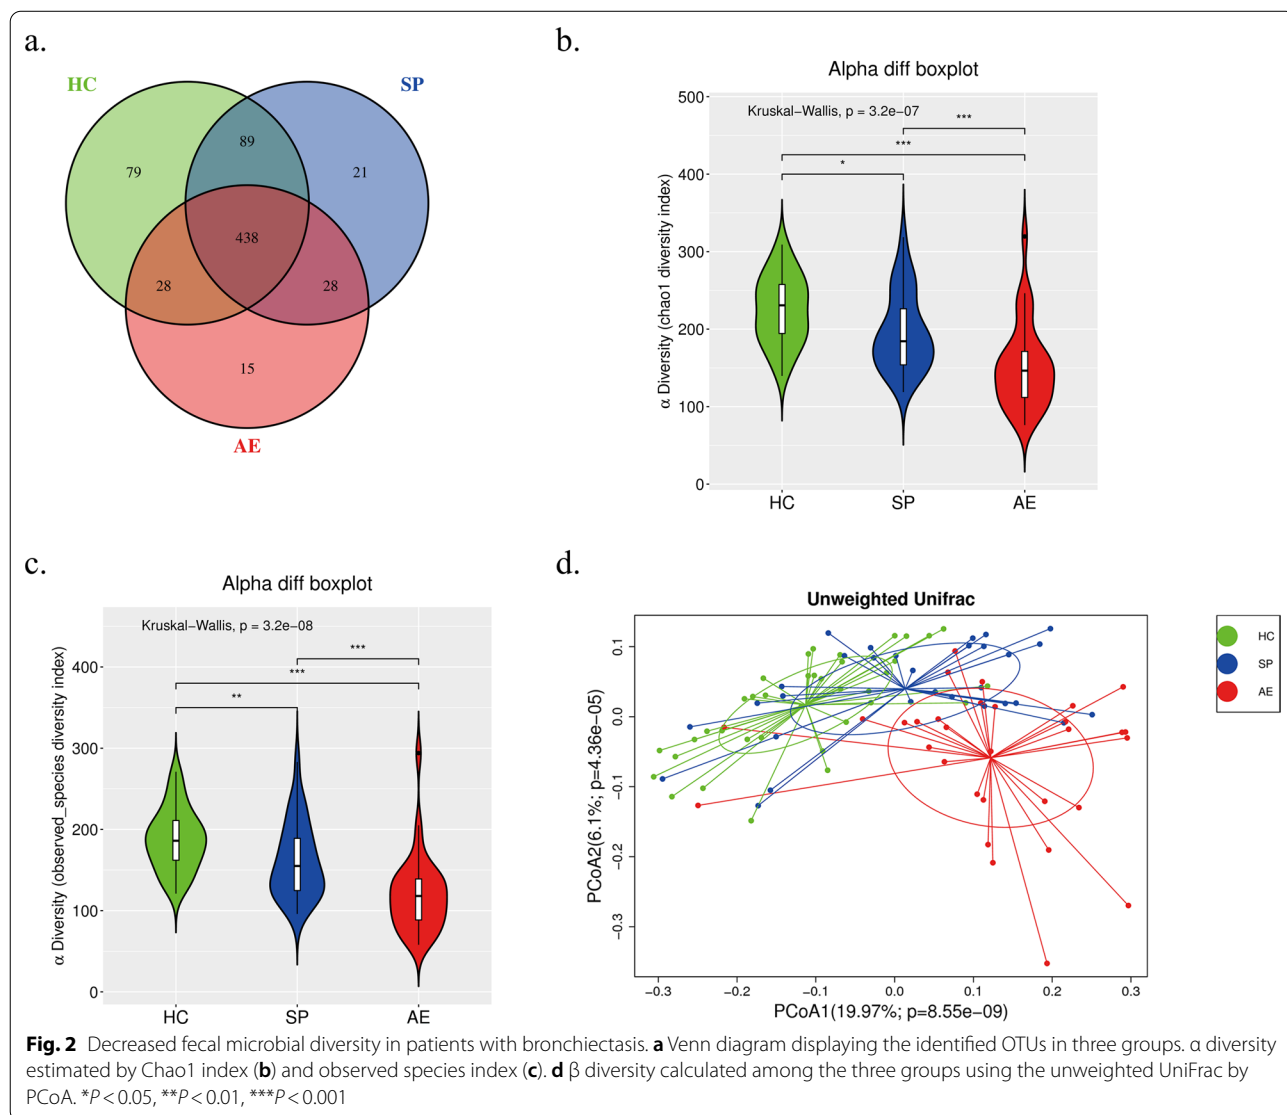 a.
HC
SP
89
79
21
438
28
28
15
AE
b.
Alpha diff boxplot
Kruskal−Wallis, p = 3.2e−07
***
***
*
α Diversity (chao1 diversity index)
500
400
300
200
100
0
HC SP AE
c.
Alpha diff boxplot
Kruskal−Wallis, p = 3.2e−08
***
***
**
α Diversity (observed_species diversity index)
400
300
200
100
0
HC SP AE
d.
Unweighted Unifrac
PCoA2(6.1%; p=4.36e−05)
0.1
0.0
−0.1
−0.2
−0.3
−0.3 −0.2 −0.1 0.0 0.1 0.2 0.3
PCoA1(19.97%; p=8.55e−09)
HC
SP
AE
Fig. 2 Decreased fecal microbial diversity in patients with bronchiectasis. a Venn diagram displaying the identified OTUs in three groups. α diversity
estimated by Chao1 index (b) and observed species index (c). d β diversity calculated among the three groups using the unweighted UniFrac by
PCoA. *P < 0.05, **P < 0.01, ***P < 0.001